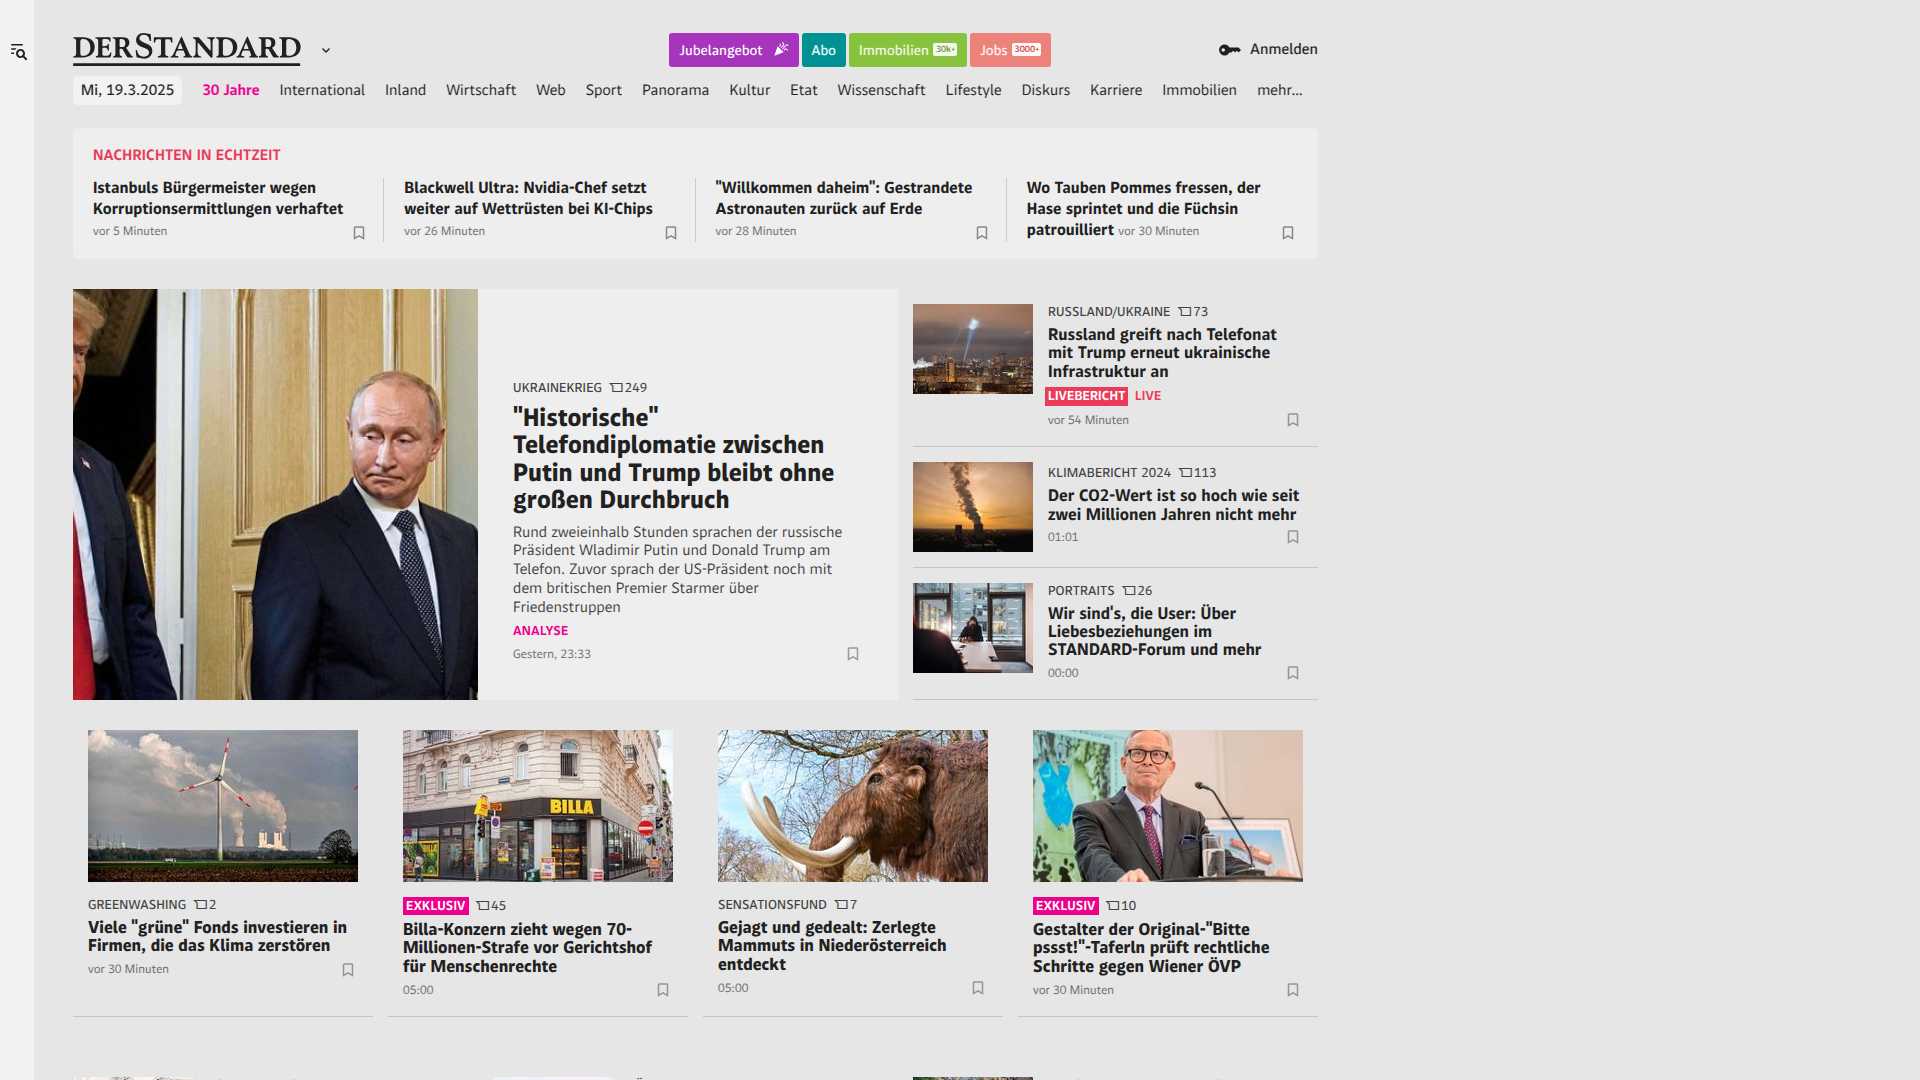 DERSTANDARD
Jubelangebot
Abo
Immobilien 30k+
Jobs 3000+
Anmelden
Mi, 19.3.2025 30 Jahre International Inland Wirtschaft Web Sport Panorama Kultur Etat Wissenschaft Lifestyle Diskurs Karriere Immobilien mehr...
NACHRICHTEN IN ECHTZEIT
Istanbuls Bürgermeister wegen
Korruptionsermittlungen verhaftet
vor 5 Minuten
Blackwell Ultra: Nvidia-Chef setzt
weiter auf Wettrüsten bei KI-Chips
vor 26 Minuten
"Willkommen daheim": Gestrandete
Astronauten zurück auf Erde
vor 28 Minuten
Wo Tauben Pommes fressen, der
Hase sprintet und die Füchsin
patrouilliert vor 30 Minuten
UKRAINEKRIEG 249
"Historische"
Telefondiplomatie zwischen
Putin und Trump bleibt ohne
großen Durchbruch
Rund zweieinhalb Stunden sprachen der russische
Präsident Wladimir Putin und Donald Trump am
Telefon. Zuvor sprach der US-Präsident noch mit
dem britischen Premier Starmer über
Friedenstruppen
ANALYSE
Gestern, 23:33
RUSSLAND/UKRAINE 73
Russland greift nach Telefonat
mit Trump erneut ukrainische
Infrastruktur an
LIVEBERICHT LIVE
vor 54 Minuten
KLIMABERICHT 2024 113
Der CO2-Wert ist so hoch wie seit
zwei Millionen Jahren nicht mehr
01:01
PORTRAITS 26
Wir sind's, die User: Über
Liebesbeziehungen im
STANDARD-Forum und mehr
00:00
GREENWASHING 2
Viele "grüne" Fonds investieren in
Firmen, die das Klima zerstören
vor 30 Minuten
BILLA
EXKLUSIV 45
Billa-Konzern zieht wegen 70-
Millionen-Strafe vor Gerichtshof
für Menschenrechte
05:00
SENSATIONSFUND 7
Gejagt und gedealt: Zerlegte
Mammuts in Niederösterreich
entdeckt
05:00
EXKLUSIV 10
Gestalter der Original-"Bitte
pssst!"-Taferln prüft rechtliche
Schritte gegen Wiener ÖVP
vor 30 Minuten